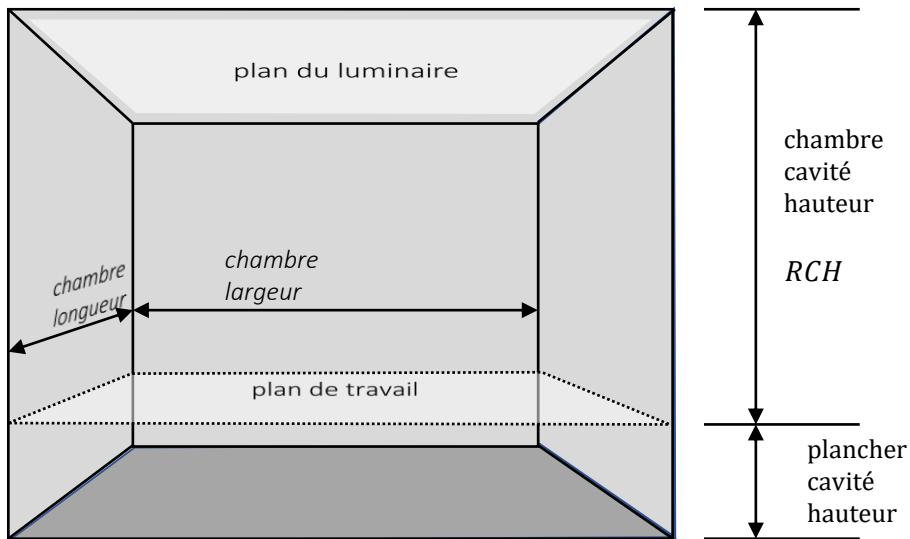 plan du luminaire
chambre
cavité
hauteur
RCH
chambre
longueur
chambre
largeur
plan de travail
plancher
cavité
hauteur